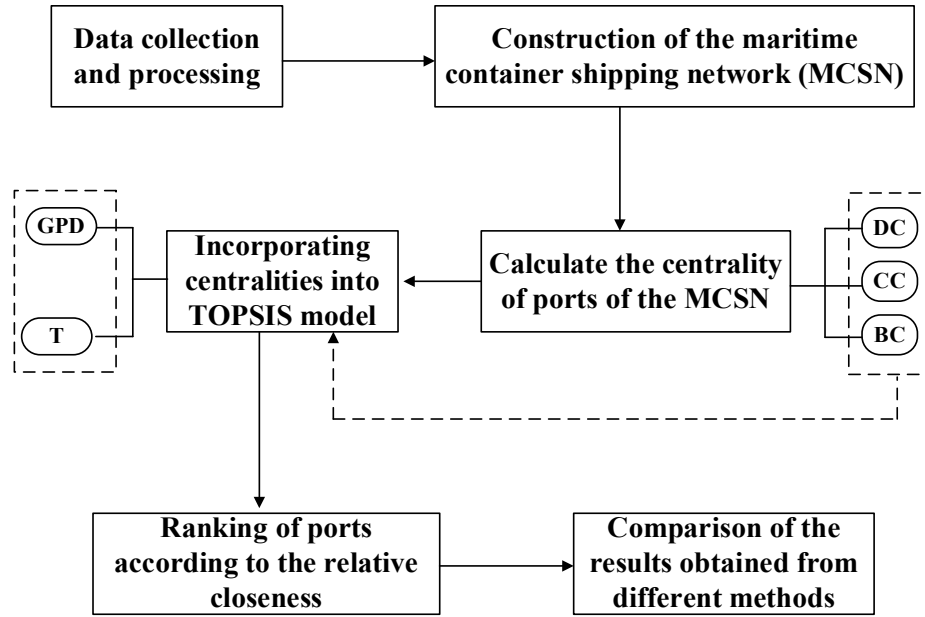 Data collection
and processing
Construction of the maritime
container shipping network (MCSN)
GPD
T
Incorporating
centralities into
TOPSIS model
Calculate the centrality
of ports of the MCSN
DC
CC
BC
Ranking of ports
according to the relative
closeness
Comparison of the
results obtained from
different methods